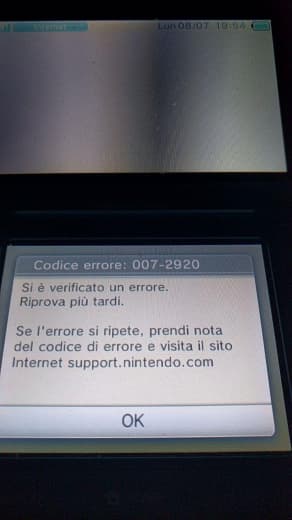 Internet
Lun 08/07 19:54
Codice errore: 007-2920
Si è verificato un errore.
Riprova più tardi.
Se l'errore si ripete, prendi nota
del codice di errore e visita il sito
Internet support.nintendo.com
OK